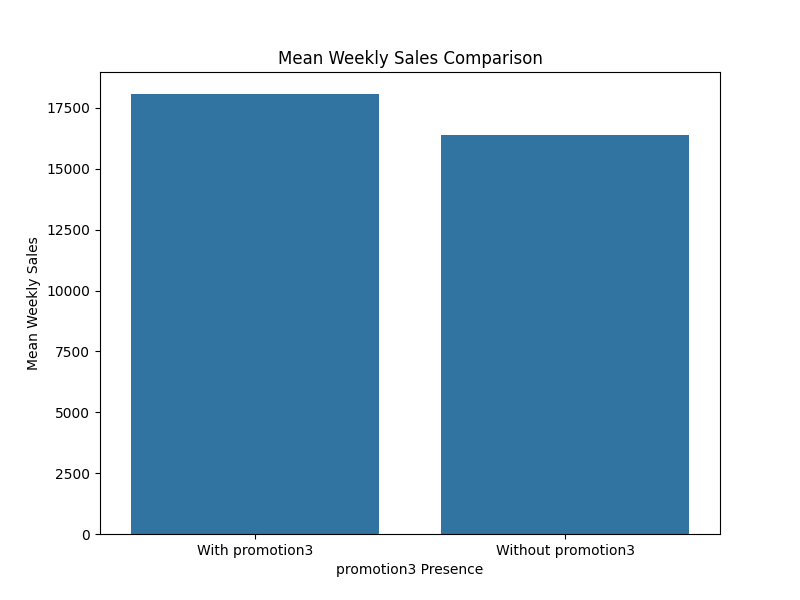 Mean Weekly Sales Comparison
17500
15000
12500
10000
7500
5000
2500
0
Mean Weekly Sales
With promotion3
Without promotion3
promotion3 Presence